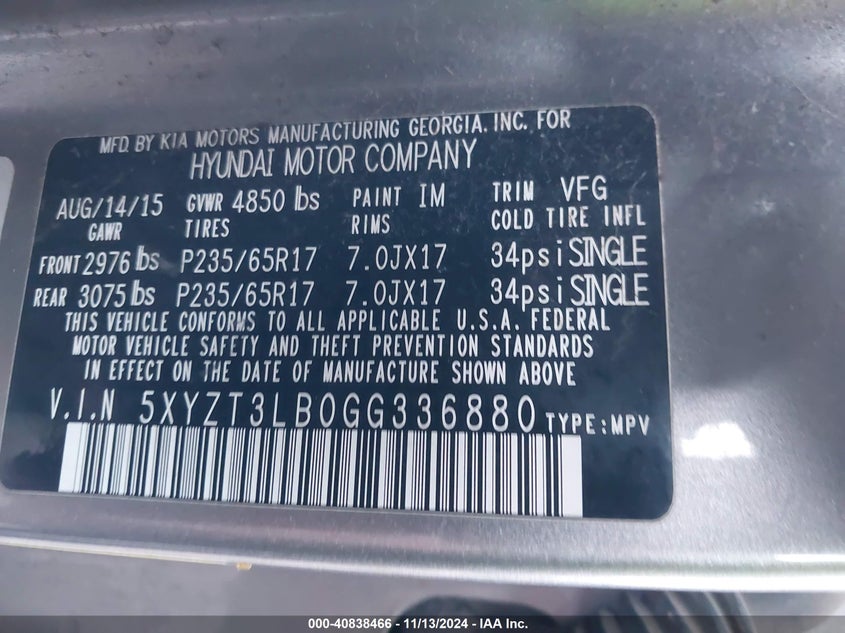 MFD. BY KIA MOTORS MANUFACTURING GEORGIA. INC. FOR
HYUNDAI MOTOR COMPANY
AUG/14/15 GVWR 4850 lbs PAINT IM TRIM VFG
GAWR TIRES RIMS COLD TIRE INFL
FRONT 2976 lbs P235/65R17 7.0JX17 34psi SINGLE
REAR 3075 lbs P235/65R17 7.0JX17 34psi SINGLE
THIS VEHICLE CONFORMS TO ALL APPLICABLE U.S.A. FEDERAL
MOTOR VEHICLE SAFETY AND THEFT PREVENTION STANDARDS
IN EFFECT ON THE DATE OF MANUFACTURE SHOWN ABOVE
V.I.N 5XYZT3LB0GG336880 TYPE:MPV
000-40838466 - 11/13/2024 - IAA Inc.